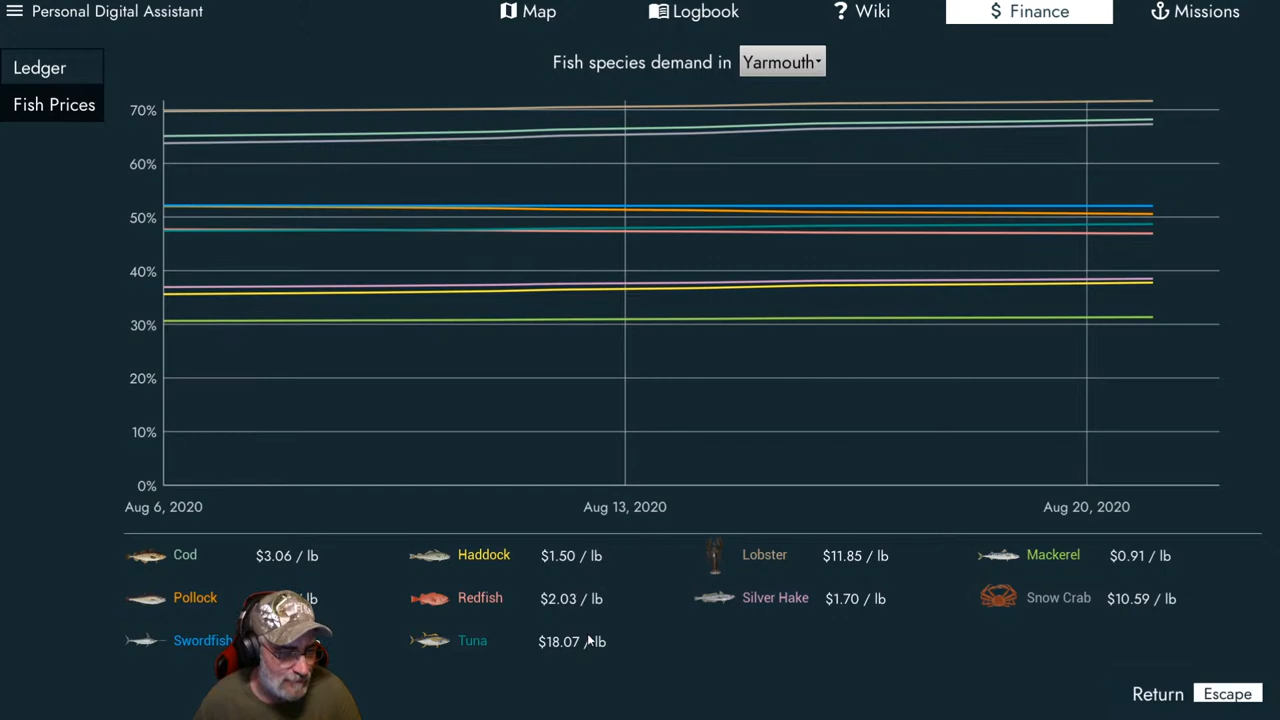 Personal Digital Assistant
Map
Logbook
? Wiki
$ Finance
Missions
Ledger
Fish Prices
Fish species demand in Yarmouth
70%
60%
50%
40%
30%
20%
10%
0%
Aug 6, 2020
Aug 13, 2020
Aug 20, 2020
Cod $3.06 / lb
Haddock $1.50 / lb
Lobster $11.85 / lb
Mackerel $0.91 / lb
Pollock lb
Redfish $2.03 / lb
Silver Hake $1.70 / lb
Snow Crab $10.59 / lb
Swordfish
Tuna $18.07 / lb
Return Escape